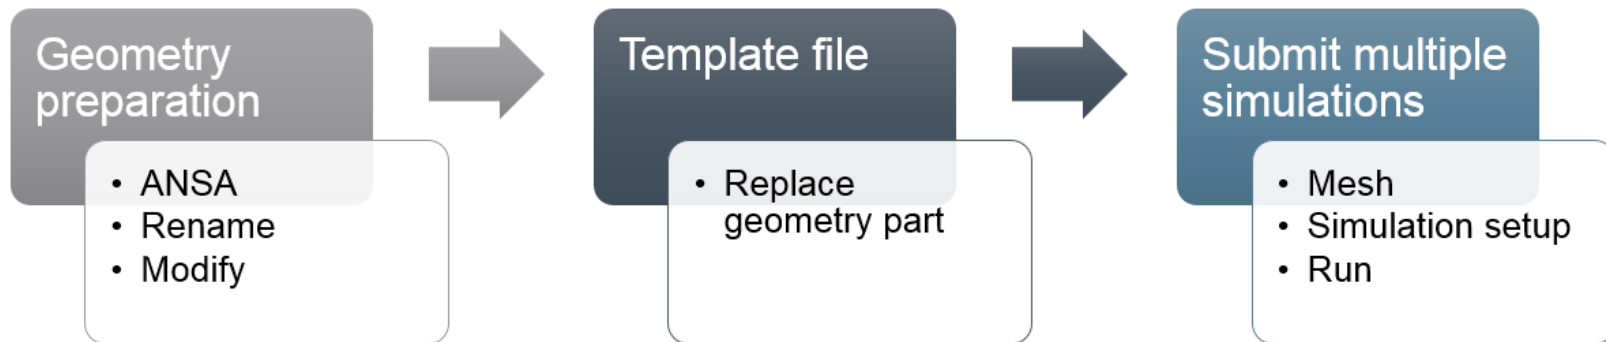 Geometry
preparation
• ANSA
• Rename
• Modify
Template file
• Replace
geometry part
Submit multiple
simulations
• Mesh
• Simulation setup
• Run